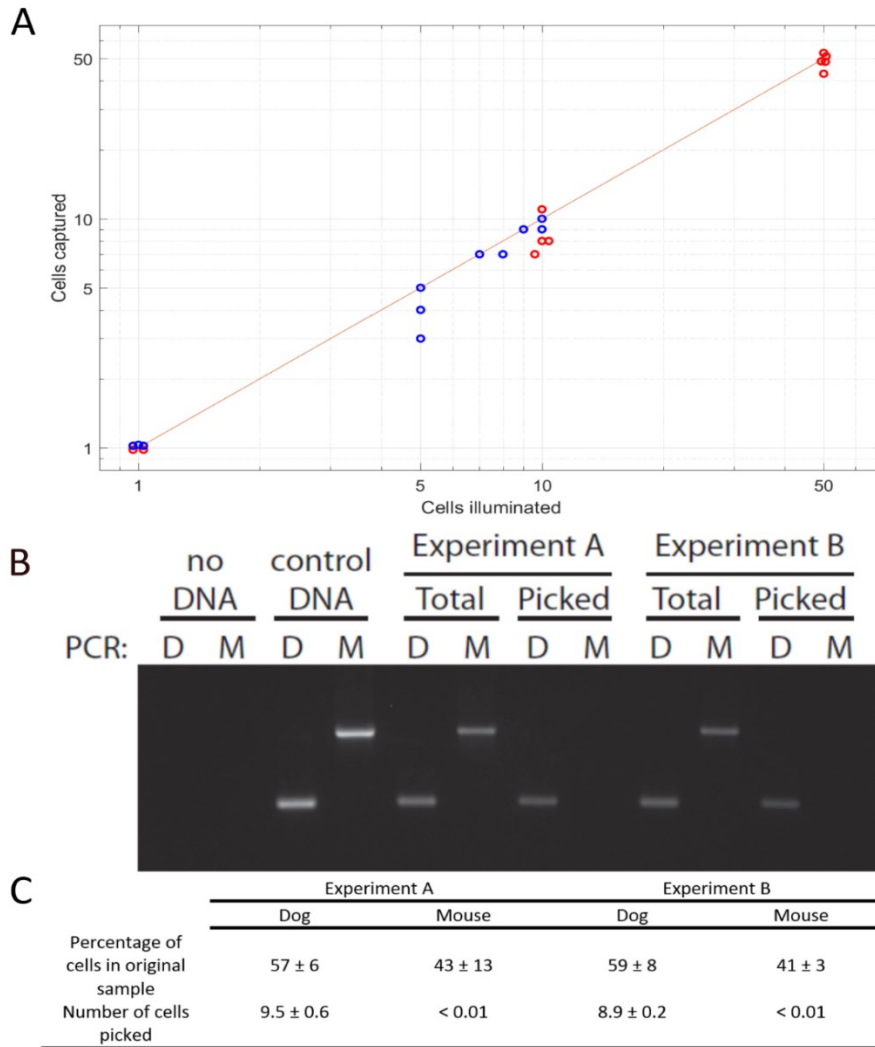 A
50
10
5
1
Cells captured
1 5 10 50
Cells illuminated
B
no DNA
control DNA
Experiment A
Experiment B
Total Picked Total Picked
PCR: D M D M D M D M D M D M
C
Experiment A Experiment B
Dog Mouse Dog Mouse
Percentage of
cells in original
sample
57 ± 6 43 ± 13 59 ± 8 41 ± 3
Number of cells
picked
9.5 ± 0.6 < 0.01 8.9 ± 0.2 < 0.01